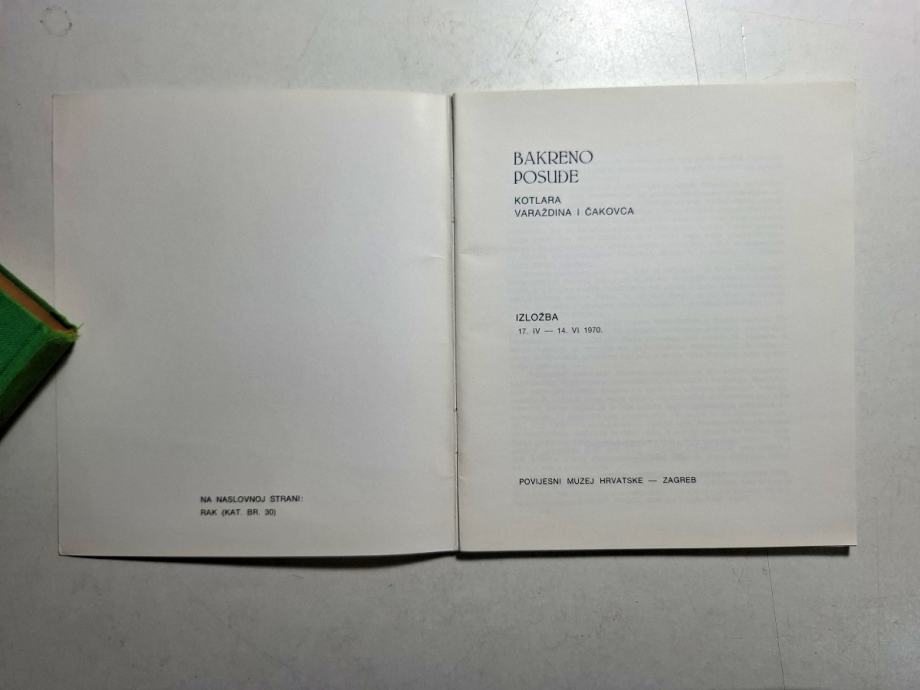 NA NASLOVNOJ STRANI:
RAK (KAT. BR. 30)
BAKRENO
POSUĐE
KOTLARA
VARAŽDINA I ČAKOVCA
IZLOŽBA
17. IV — 14. VI 1970.
POVIJESNI MUZEJ HRVATSKE — ZAGREB